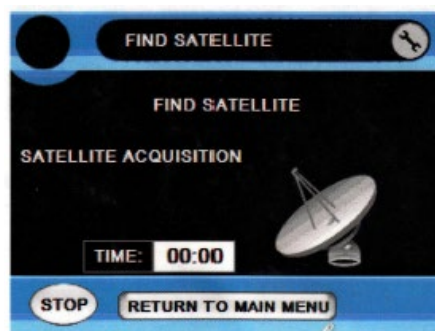 FIND SATELLITE
FIND SATELLITE
SATELLITE ACQUISITION
TIME: 00:00
STOP
RETURN TO MAIN MENU